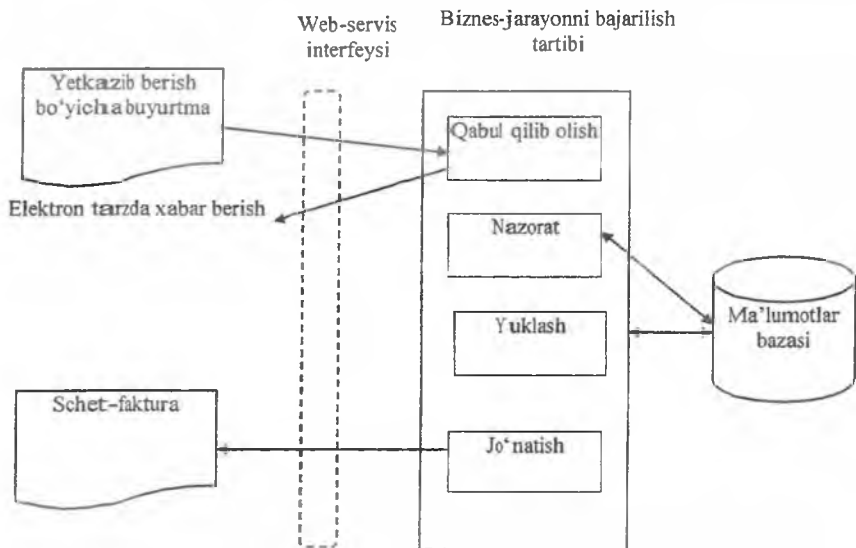 Web-servis
interfeysi
Biznes-jarayonni bajarilish
tartibi
Yetkazib berish
bo‘yicha buyurtma
Qabul qilib olish
Elektron tarzda xabar berish
Nazorat
Yuklash
Ma’lumotlar
bazasi
Schet-faktura
Jo‘natish